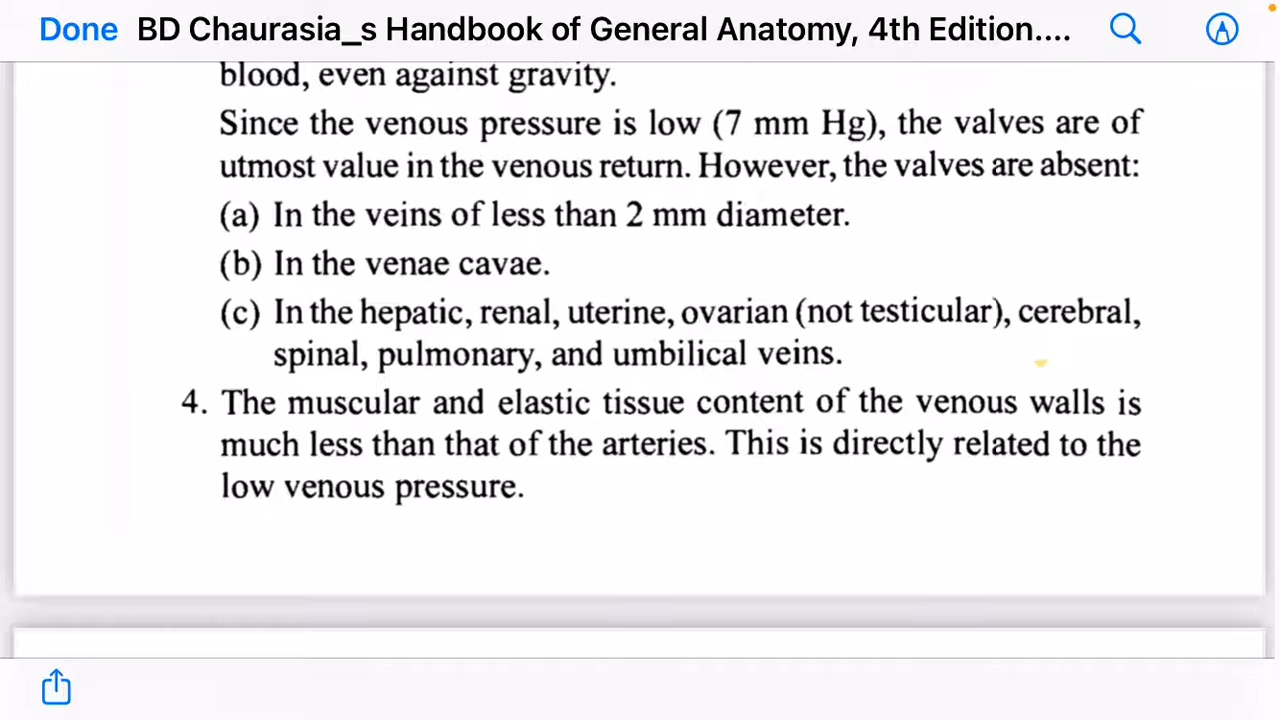 Done BD Chaurasia_s Handbook of General Anatomy, 4th Edition....
blood, even against gravity.
Since the venous pressure is low (7 mm Hg), the valves are of
utmost value in the venous return. However, the valves are absent:
(a) In the veins of less than 2 mm diameter.
(b) In the venae cavae.
(c) In the hepatic, renal, uterine, ovarian (not testicular), cerebral,
spinal, pulmonary, and umbilical veins.
4. The muscular and elastic tissue content of the venous walls is
much less than that of the arteries. This is directly related to the
low venous pressure.